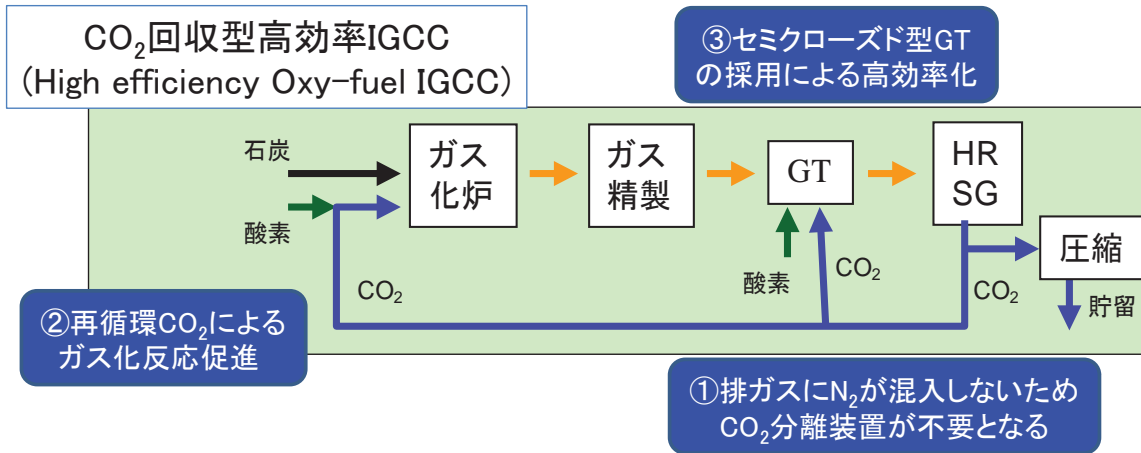 CO₂回収型高効率IGCC
(High efficiency Oxy-fuel IGCC)
③セミクローズド型GT
の採用による高効率化
石炭
酸素
ガス
化炉
ガス
精製
GT
HR
SG
圧縮
酸素
CO₂
CO₂
CO₂
貯留
②再循環CO₂による
ガス化反応促進
①排ガスにN₂が混入しないため
CO₂分離装置が不要となる